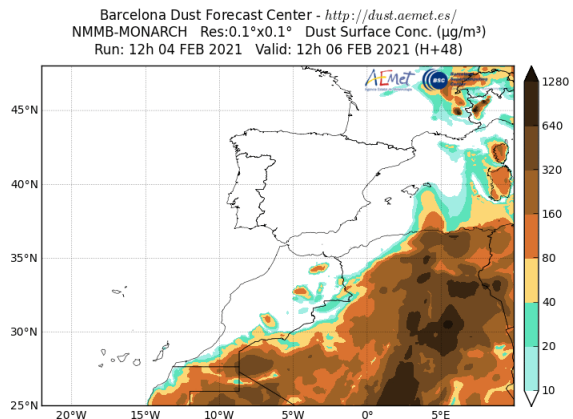 Barcelona Dust Forecast Center - http://dust.aemet.es/
NMMB-MONARCH Res:0.1°x0.1° Dust Surface Conc. (µg/m³)
Run: 12h 04 FEB 2021 Valid: 12h 06 FEB 2021 (H+48)
AEMet
BSC
45°N
40°N
35°N
30°N
25°N
20°W
15°W
10°W
5°W
0°
5°E
1280
640
320
160
80
40
20
10